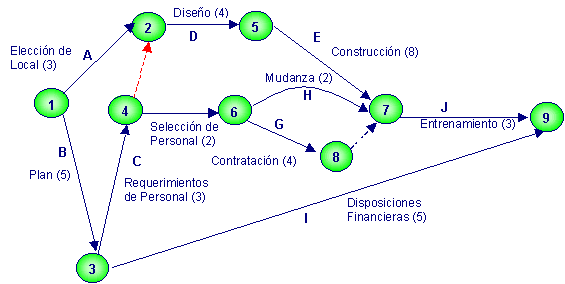 Diseño (4)
2
D
5
E
Elección de
Local (3)
A
Construcción (8)
Mudanza (2)
H
1
4
6
7
J
9
Selección de
Personal (2)
G
Entrenamiento (3)
B
Plan (5)
C
Contratación (4)
8
Requerimientos
de Personal (3)
Disposiciones
Financieras (5)
I
3